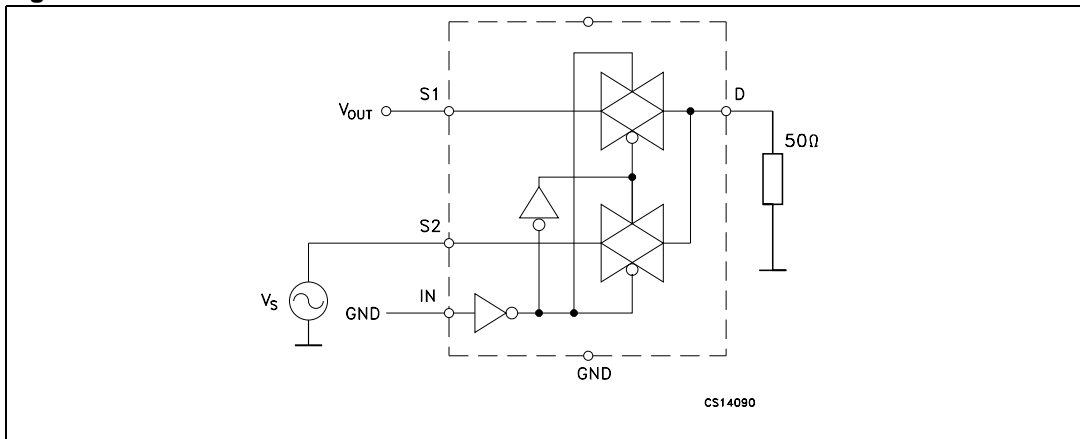 S1
D
VOUT
50Ω
S2
IN
VS
GND
GND
CS14090